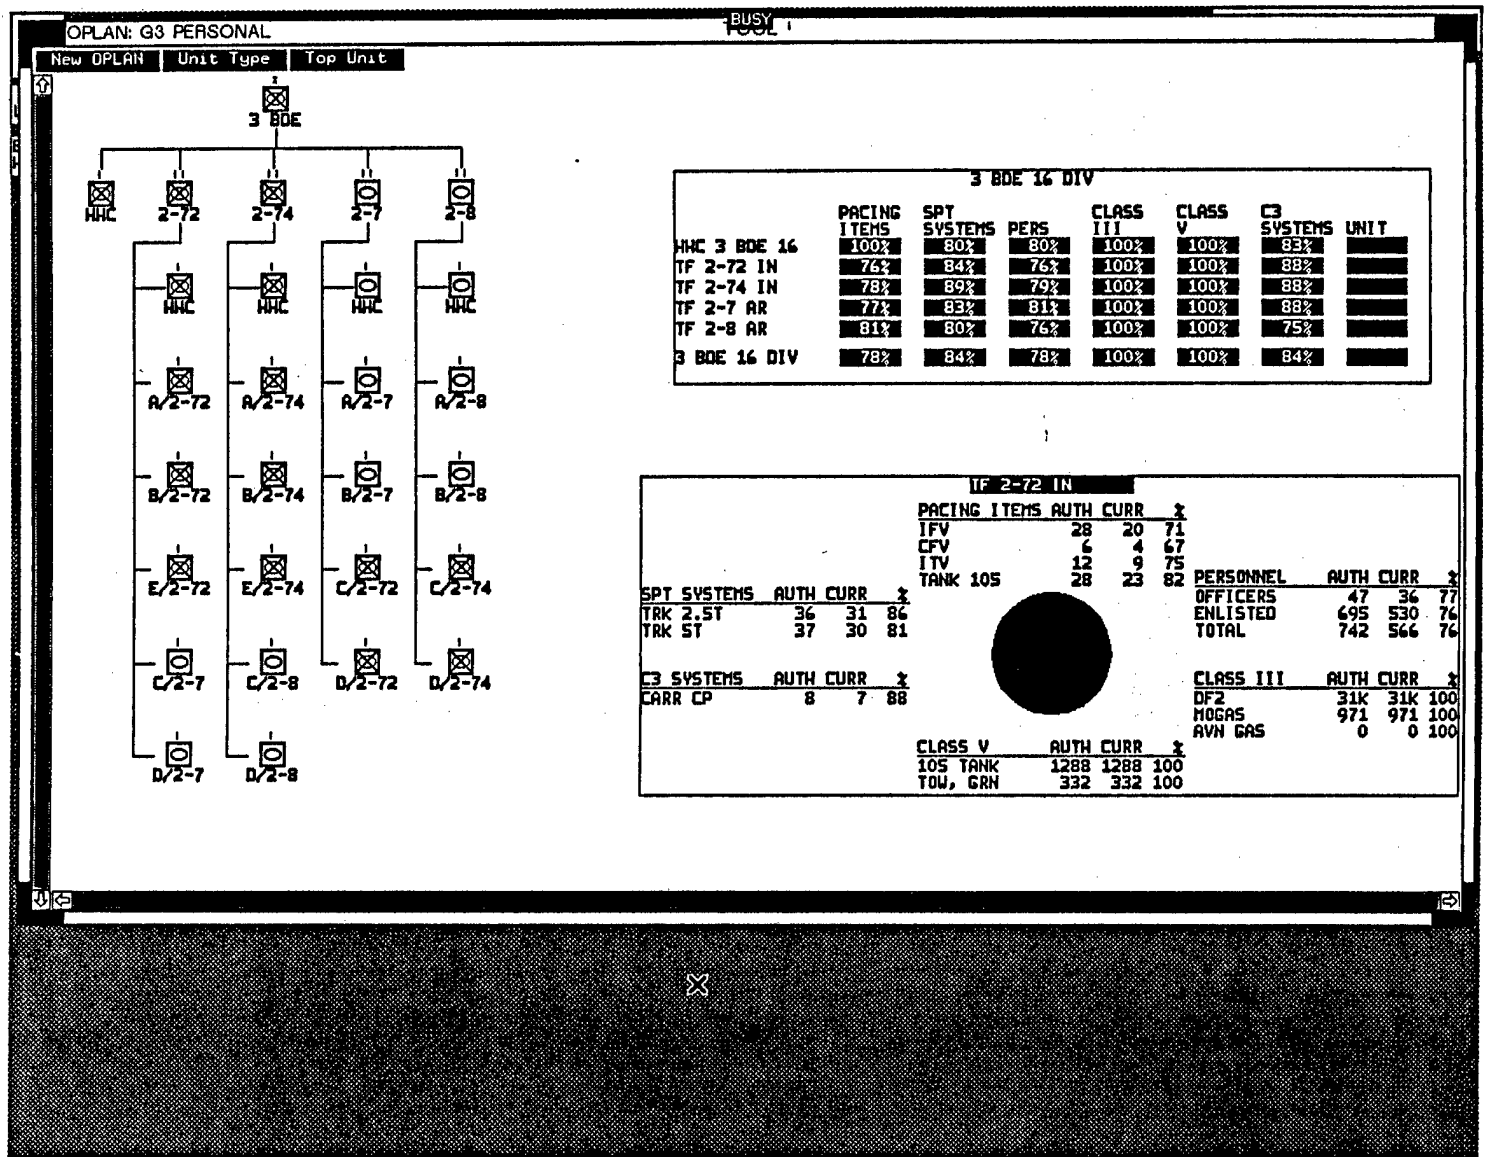 BUSY
OPLAN: G3 PERSONAL TOOL
New OPLAN Unit Type Top Unit
3 BDE
HHC 2-72 2-74 2-7 2-8
HHC HHC HHC HHC
A/2-72 A/2-74 A/2-7 A/2-8
B/2-72 B/2-74 B/2-7 B/2-8
E/2-72 E/2-74 C/2-72 C/2-74
C/2-7 C/2-8 D/2-72 D/2-74
D/2-7 D/2-8
3 BDE 16 DIV
PACING SPT CLASS CLASS C3
ITEMS SYSTEMS PERS III V SYSTEMS UNIT
HHC 3 BDE 16 100% 80% 80% 100% 100% 83%
TF 2-72 IN 76% 84% 76% 100% 100% 88%
TF 2-74 IN 78% 89% 79% 100% 100% 88%
TF 2-7 AR 77% 83% 81% 100% 100% 88%
TF 2-8 AR 81% 80% 76% 100% 100% 75%
3 BDE 16 DIV 78% 84% 78% 100% 100% 84%
TF 2-72 IN
PACING ITEMS AUTH CURR %
IFV 28 20 71
CFV 6 4 67
ITV 12 9 75
TANK 105 28 23 82
SPT SYSTEMS AUTH CURR %
TRK 2.5T 36 31 86
TRK 5T 37 30 81
PERSONNEL AUTH CURR %
OFFICERS 47 36 77
ENLISTED 695 530 76
TOTAL 742 566 76
C3 SYSTEMS AUTH CURR %
CARR CP 8 7 88
CLASS III AUTH CURR %
DF2 31K 31K 100
MOGAS 971 971 100
AVN GAS 0 0 100
CLASS V AUTH CURR %
105 TANK 1288 1288 100
TOW, GRN 332 332 100